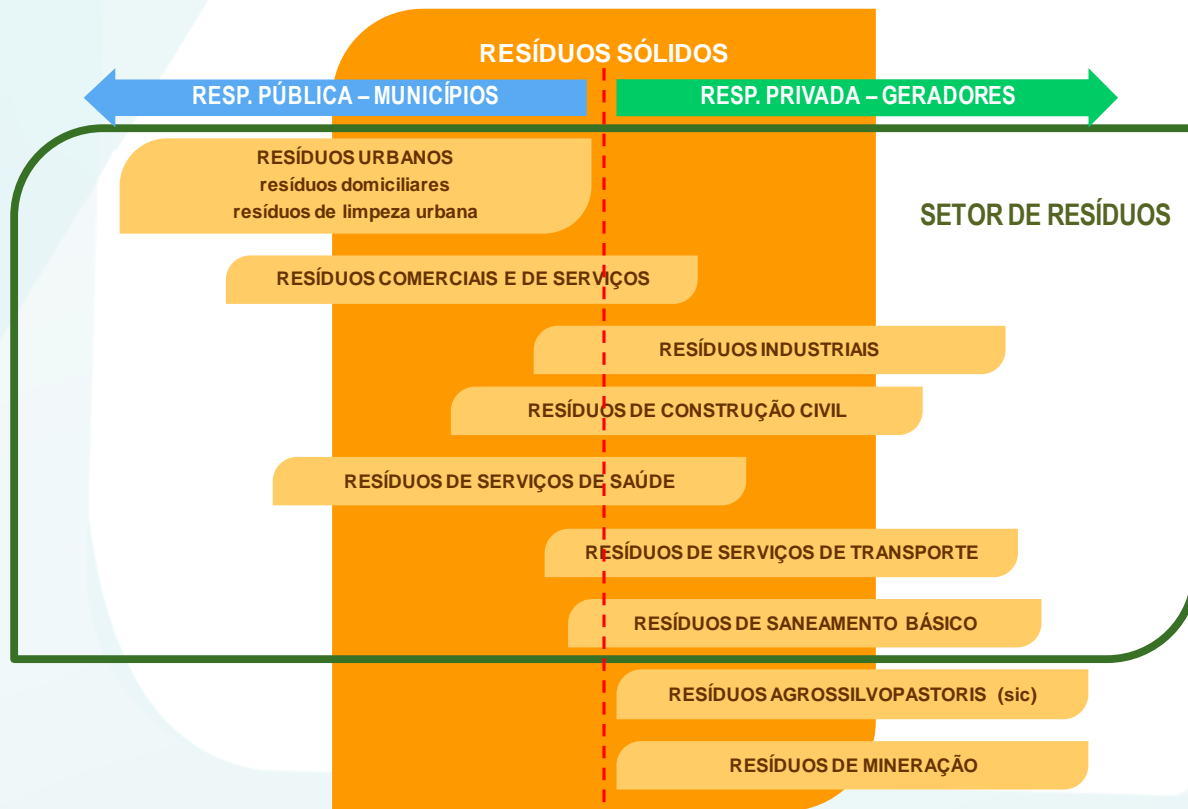 RESÍDUOS SÓLIDOS
RESP. PÚBLICA – MUNICÍPIOS
RESP. PRIVADA – GERADORES
RESÍDUOS URBANOS
resíduos domiciliares
resíduos de limpeza urbana
SETOR DE RESÍDUOS
RESÍDUOS COMERCIAIS E DE SERVIÇOS
RESÍDUOS INDUSTRIAIS
RESÍDUOS DE CONSTRUÇÃO CIVIL
RESÍDUOS DE SERVIÇOS DE SAÚDE
RESÍDUOS DE SERVIÇOS DE TRANSPORTE
RESÍDUOS DE SANEAMENTO BÁSICO
RESÍDUOS AGROSSILVOPASTORIS (sic)
RESÍDUOS DE MINERAÇÃO